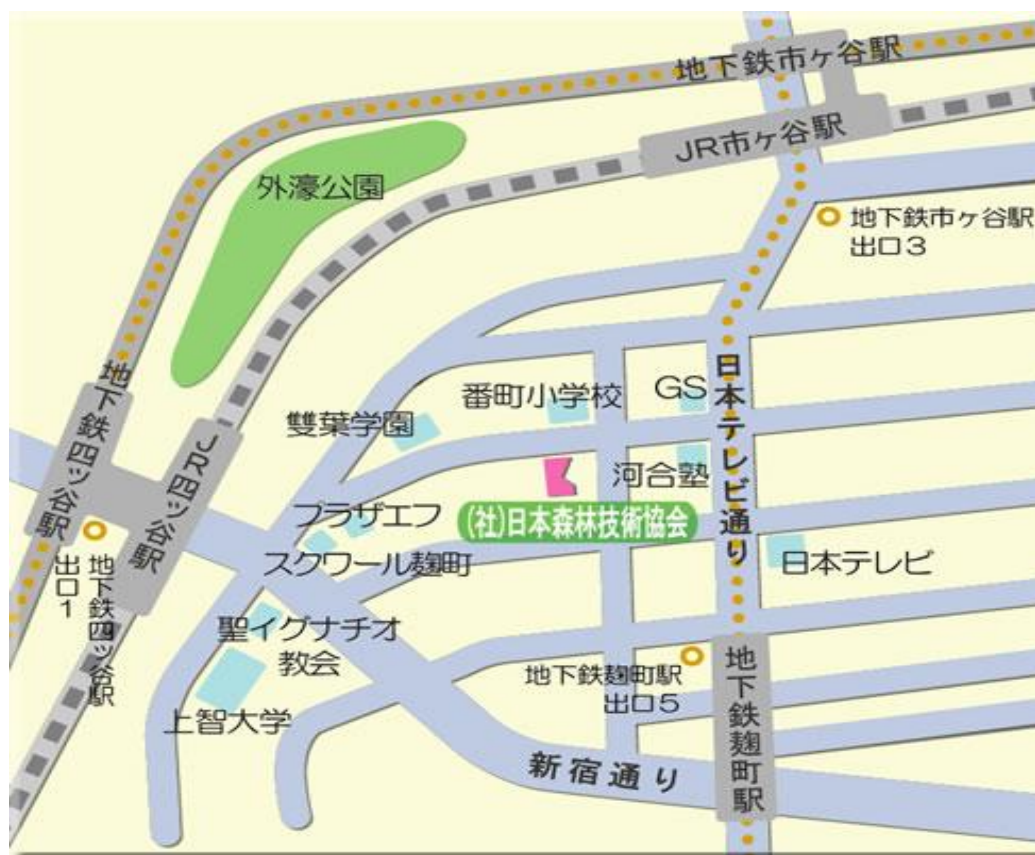 地下鉄市ヶ谷駅
JR市ヶ谷駅
外濠公園
地下鉄市ヶ谷駅
出口3
地下鉄四ッ谷駅
JR四ッ谷駅
番町小学校
GS
日本テレビ通り
雙葉学園
河合塾
プラザエフ
(社)日本森林技術協会
スクワール麹町
日本テレビ
地下鉄四ッ谷駅
出口1
聖イグナチオ
教会
地下鉄麹町駅
出口5
地下鉄麹町駅
上智大学
新宿通り